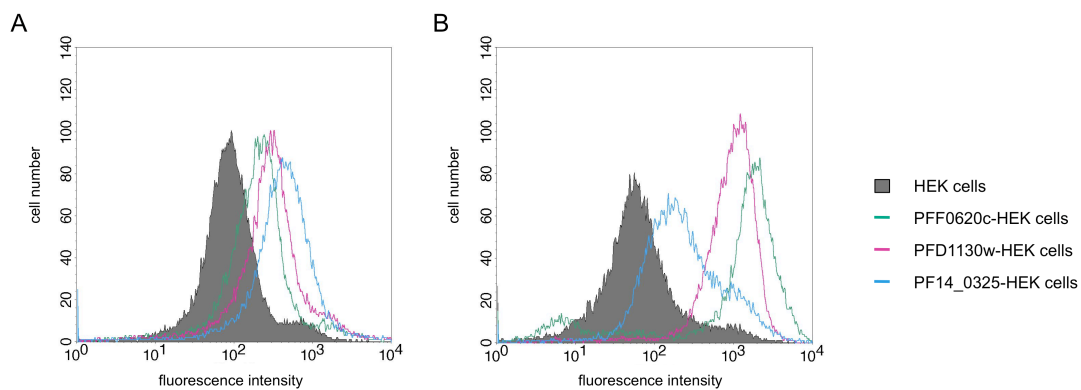 A
B
140
120
100
80
60
40
20
0
cell number
10^0 10^1 10^2 10^3 10^4
fluorescence intensity
140
120
100
80
60
40
20
0
cell number
10^0 10^1 10^2 10^3 10^4
fluorescence intensity
HEK cells
PFF0620c-HEK cells
PFD1130w-HEK cells
PF14_0325-HEK cells